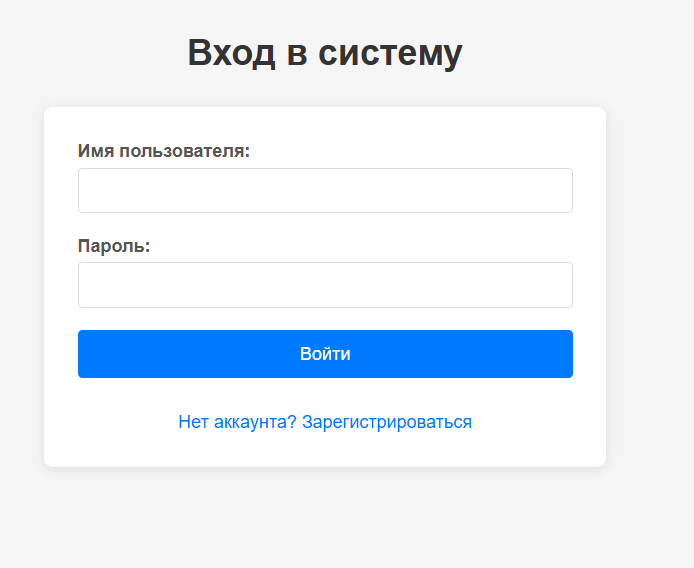 Вход в систему
Имя пользователя:
Пароль:
Войти
Нет аккаунта? Зарегистрироваться